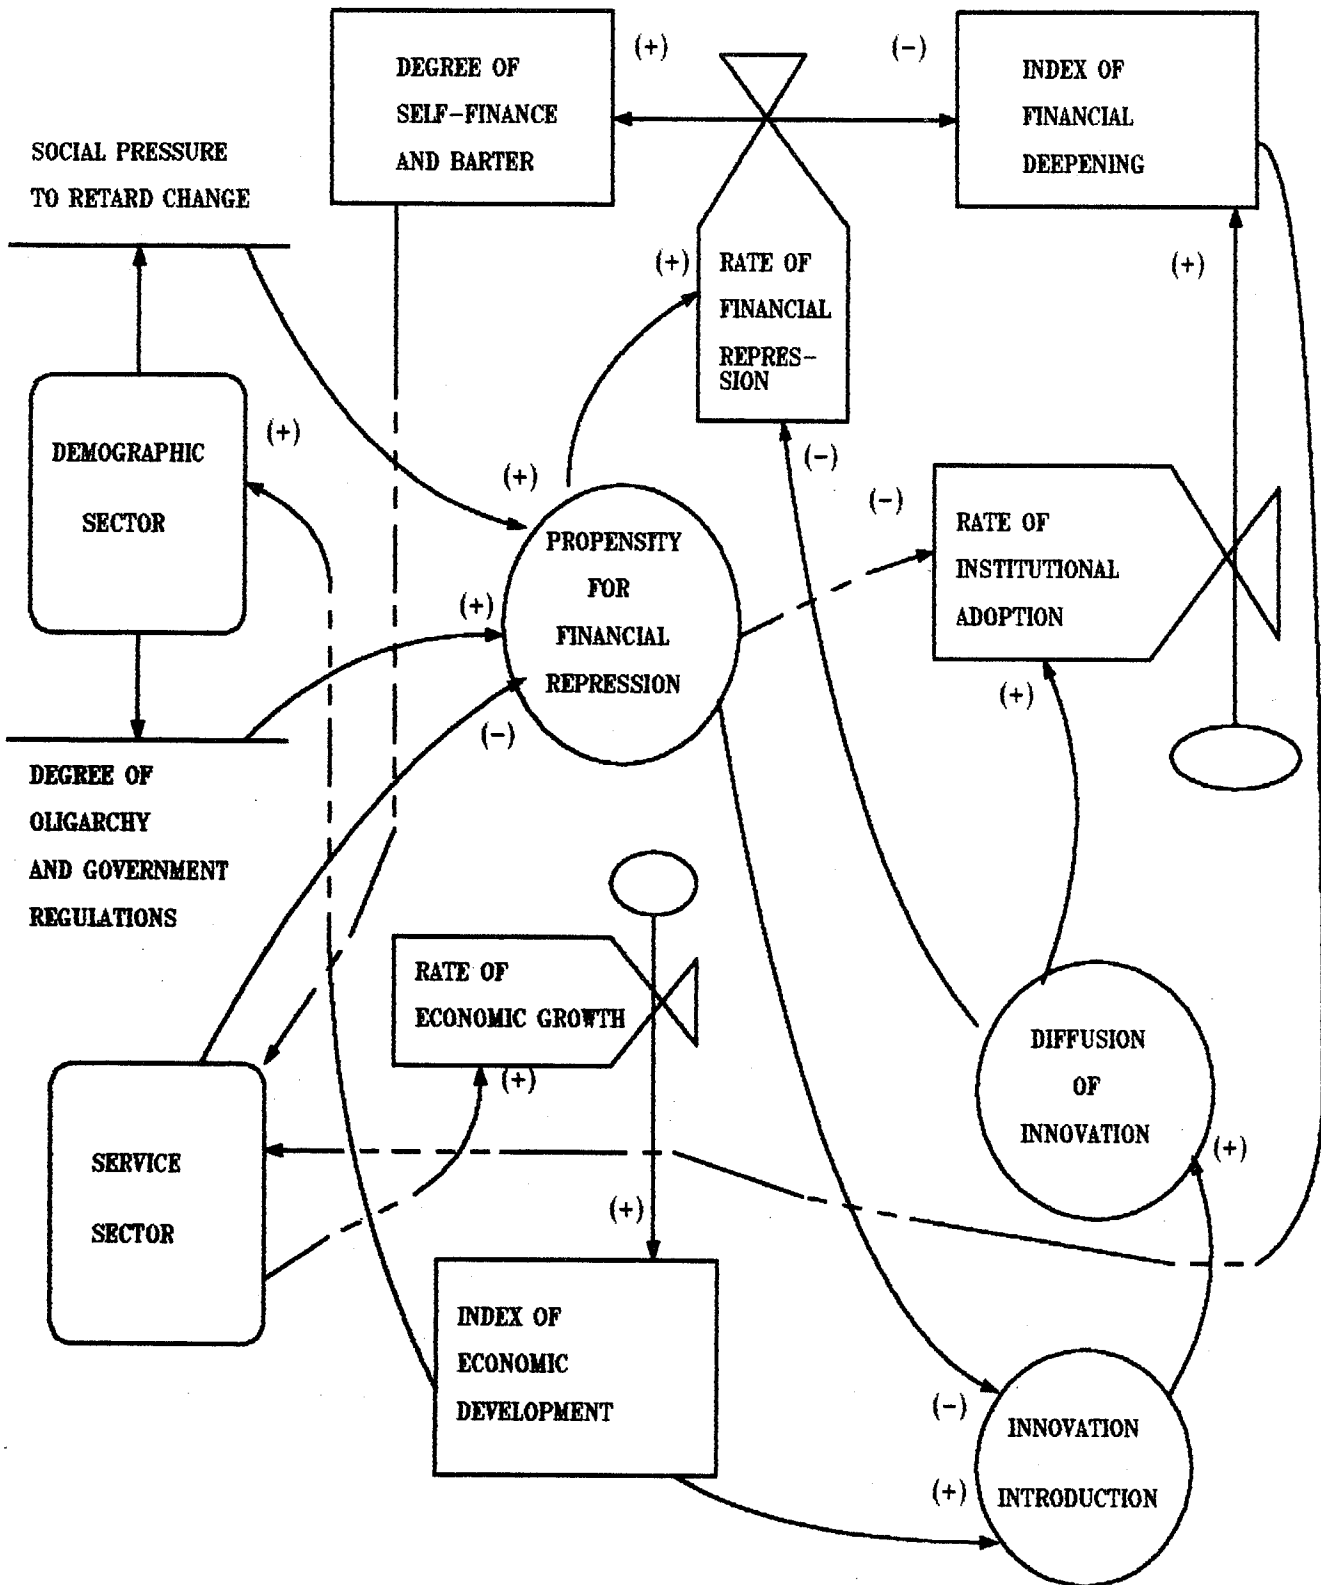 DEGREE OF
SELF-FINANCE
AND BARTER
(+)
(-)
INDEX OF
FINANCIAL
DEEPENING
SOCIAL PRESSURE
TO RETARD CHANGE
(+)
RATE OF
FINANCIAL
REPRES-
SION
(+)
DEMOGRAPHIC
SECTOR
(+)
(+)
(-)
(-)
RATE OF
INSTITUTIONAL
ADOPTION
PROPENSITY
FOR
FINANCIAL
REPRESSION
(+)
(-)
(+)
DEGREE OF
OLIGARCHY
AND GOVERNMENT
REGULATIONS
RATE OF
ECONOMIC GROWTH
(+)
DIFFUSION
OF
INNOVATION
(+)
SERVICE
SECTOR
(+)
INDEX OF
ECONOMIC
DEVELOPMENT
(-)
INNOVATION
INTRODUCTION
(+)